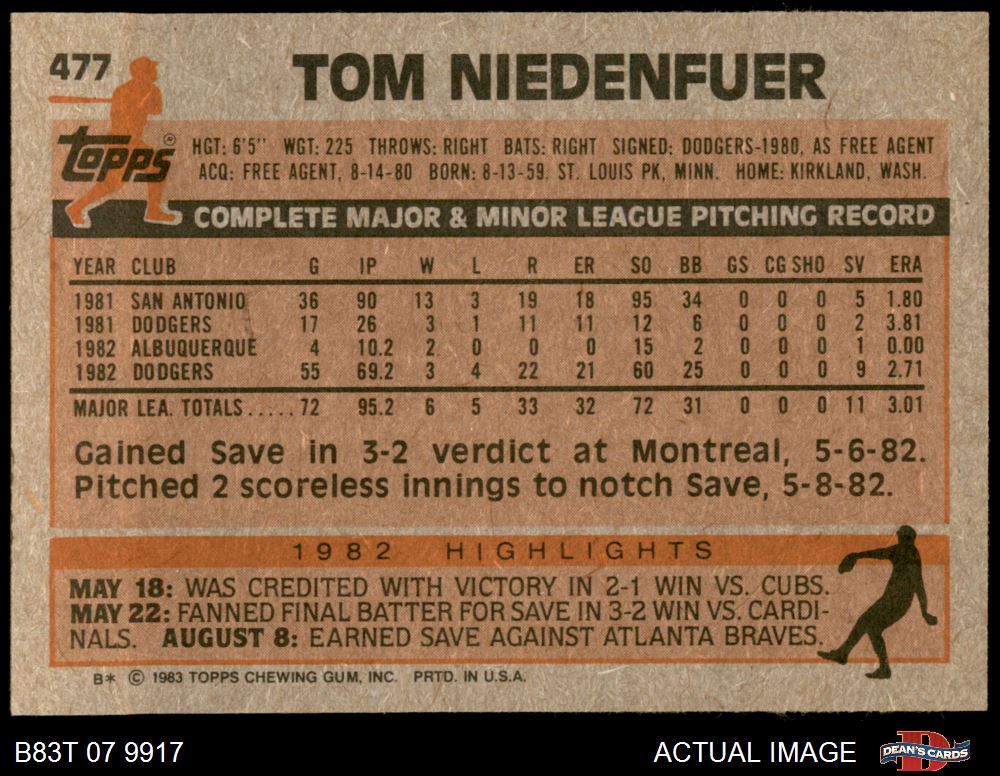 477
TOM NIEDENFUER
Topps®
HGT: 6'5" WGT: 225 THROWS: RIGHT BATS: RIGHT SIGNED: DODGERS-1980, AS FREE AGENT
ACQ: FREE AGENT, 8-14-80 BORN: 8-13-59. ST. LOUIS PK, MINN. HOME: KIRKLAND, WASH.
COMPLETE MAJOR & MINOR LEAGUE PITCHING RECORD
YEAR CLUB G IP W L R ER SO BB GS CG SHO SV ERA
1981 SAN ANTONIO 36 90 13 3 19 18 95 34 0 0 0 5 1.80
1981 DODGERS 17 26 3 1 11 11 12 6 0 0 0 2 3.81
1982 ALBUQUERQUE 4 10.2 2 0 0 0 15 2 0 0 0 1 0.00
1982 DODGERS 55 69.2 3 4 22 21 60 25 0 0 0 9 2.71
MAJOR LEA. TOTALS.....72 95.2 6 5 33 32 72 31 0 0 0 11 3.01
Gained Save in 3-2 verdict at Montreal, 5-6-82.
Pitched 2 scoreless innings to notch Save, 5-8-82.
1982 HIGHLIGHTS
MAY 18: WAS CREDITED WITH VICTORY IN 2-1 WIN VS. CUBS.
MAY 22: FANNED FINAL BATTER FOR SAVE IN 3-2 WIN VS. CARDI-
NALS. AUGUST 8: EARNED SAVE AGAINST ATLANTA BRAVES.
B* © 1983 TOPPS CHEWING GUM, INC. PRTD. IN U.S.A.
B83T 07 9917
ACTUAL IMAGE
DEAN'S CARDS